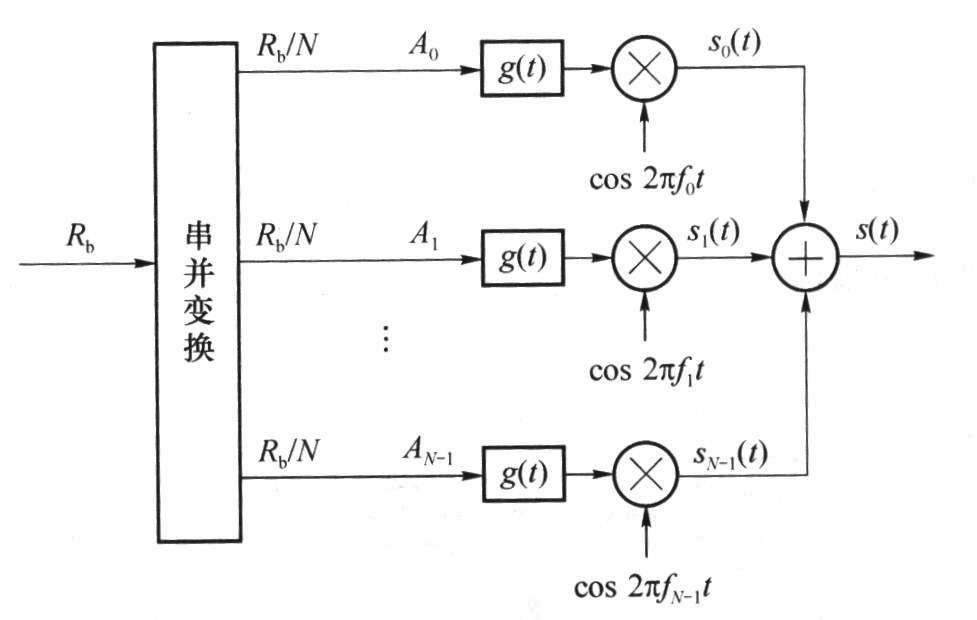 R_b/N A_0 g(t) s_0(t)
cos 2πf_0t
R_b
串并变换
R_b/N A_1 g(t) s_1(t) s(t)
⋮
cos 2πf_1t
R_b/N A_{N-1} g(t) s_{N-1}(t)
cos 2πf_{N-1}t